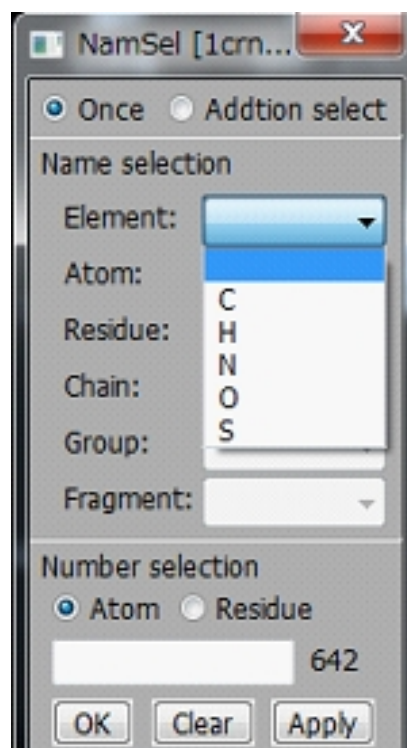 NamSel [1crn...
Once Addtion select
Name selection
Element:
Atom:
C
Residue:
H
N
Chain:
O
Group:
S
Fragment:
Number selection
Atom Residue
642
OK Clear Apply